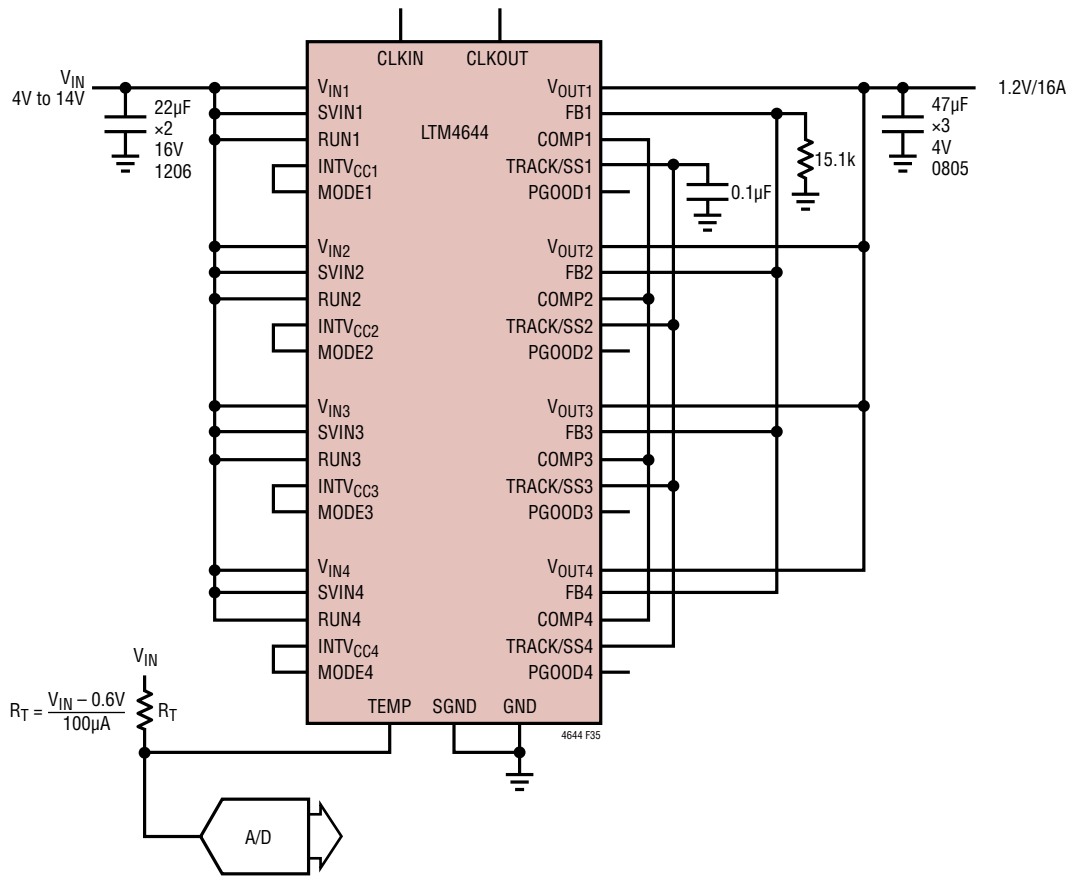 CLKIN CLKOUT
LTM4644
VIN
4V to 14V
22µF
×2
16V
1206
VIN1
SVIN1
RUN1
INTVCC1
MODE1
VIN2
SVIN2
RUN2
INTVCC2
MODE2
VIN3
SVIN3
RUN3
INTVCC3
MODE3
VIN4
SVIN4
RUN4
INTVCC4
MODE4
VOUT1
FB1
COMP1
TRACK/SS1
PGOOD1
VOUT2
FB2
COMP2
TRACK/SS2
PGOOD2
VOUT3
FB3
COMP3
TRACK/SS3
PGOOD3
VOUT4
FB4
COMP4
TRACK/SS4
PGOOD4
0.1µF
15.1k
47µF
×3
4V
0805
1.2V/16A
TEMP SGND GND
4644 F35
VIN
RT = VIN – 0.6V
100µA
RT
A/D